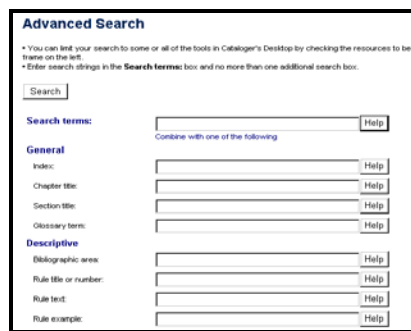 Advanced Search
• You can limit your search to some or all of the tools in Cataloger's Desktop by checking the resources to be
frame on the left.
• Enter search strings in the Search terms: box and no more than one additional search box.
Search
Search terms: Help
Combine with one of the following
General
Index: Help
Chapter title: Help
Section title: Help
Glossary term: Help
Descriptive
Bibliographic area: Help
Rule title or number: Help
Rule text: Help
Rule example: Help